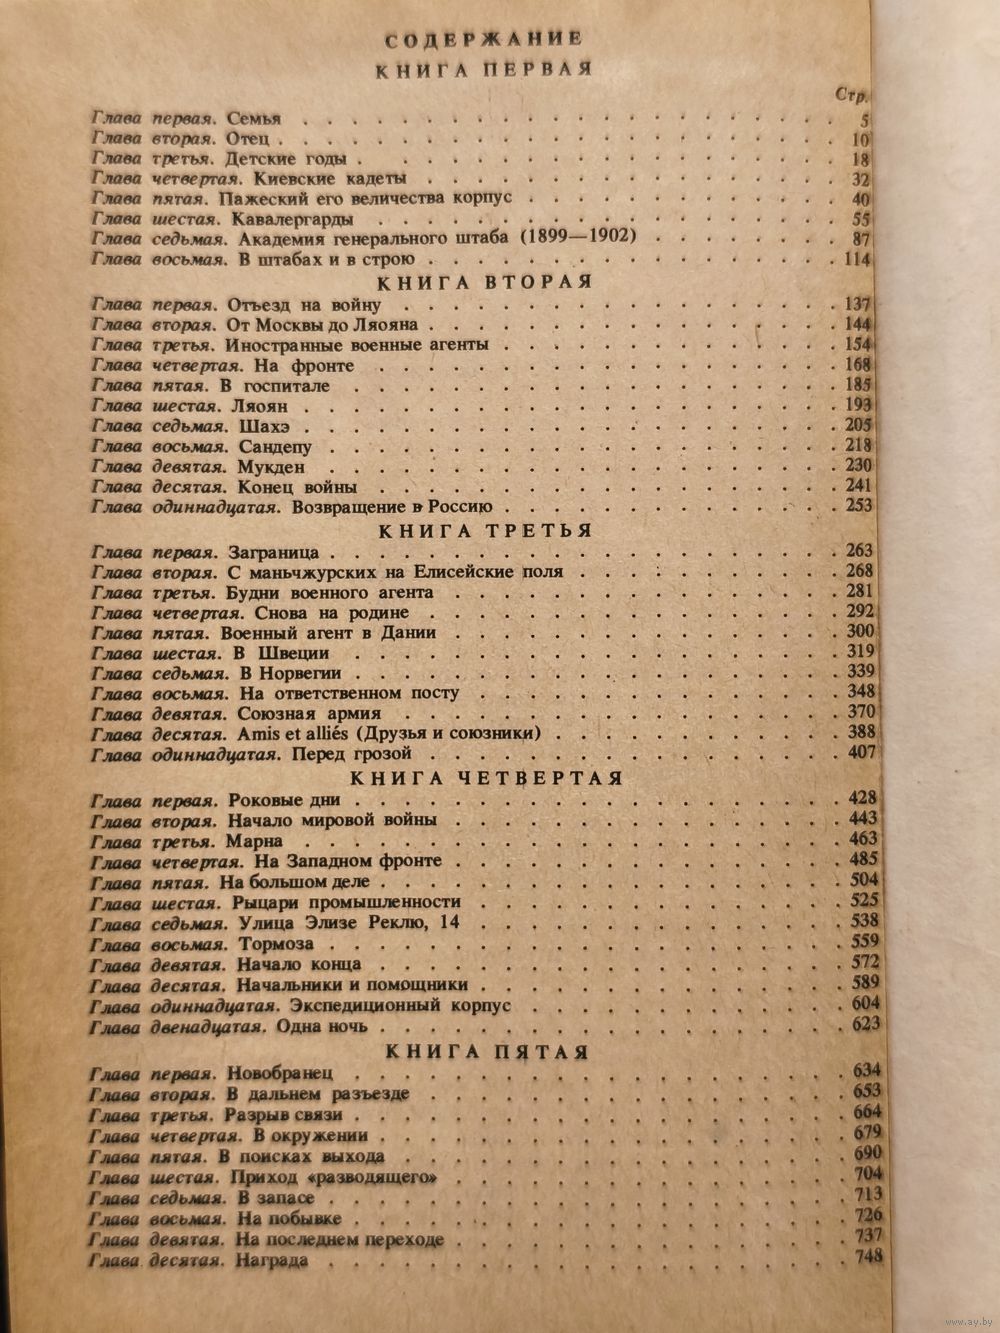 СОДЕРЖАНИЕ
КНИГА ПЕРВАЯ
Стр.
Глава первая. Семья . . . . . . . . . . 5
Глава вторая. Отец . . . . . . . . . . 10
Глава третья. Детские годы . . . . . . . . . . 18
Глава четвертая. Киевские кадеты . . . . . . . . . . 32
Глава пятая. Пажеский его величества корпус . . . . . . . . . . 40
Глава шестая. Кавалергарды . . . . . . . . . . 55
Глава седьмая. Академия генерального штаба (1899—1902) . . . . . . . . 87
Глава восьмая. В штабах и в строю . . . . . . . . . . 114
КНИГА ВТОРАЯ
Глава первая. Отъезд на войну . . . . . . . . . . 137
Глава вторая. От Москвы до Ляояна . . . . . . . . . . 144
Глава третья. Иностранные военные агенты . . . . . . . . . . 154
Глава четвертая. На фронте . . . . . . . . . . 168
Глава пятая. В госпитале . . . . . . . . . . 185
Глава шестая. Ляоян . . . . . . . . . . 193
Глава седьмая. Шахэ . . . . . . . . . . 205
Глава восьмая. Сандепу . . . . . . . . . . 218
Глава девятая. Мукден . . . . . . . . . . 230
Глава десятая. Конец войны . . . . . . . . . . 241
Глава одиннадцатая. Возвращение в Россию . . . . . . . . . . 253
КНИГА ТРЕТЬЯ
Глава первая. Заграница . . . . . . . . . . 263
Глава вторая. С маньчжурских на Елисейские поля . . . . . . . . . . 268
Глава третья. Будни военного агента . . . . . . . . . . 281
Глава четвертая. Снова на родине . . . . . . . . . . 292
Глава пятая. Военный агент в Дании . . . . . . . . . . 300
Глава шестая. В Швеции . . . . . . . . . . 319
Глава седьмая. В Норвегии . . . . . . . . . . 339
Глава восьмая. На ответственном посту . . . . . . . . . . 348
Глава девятая. Союзная армия . . . . . . . . . . 370
Глава десятая. Amis et alliés (Друзья и союзники) . . . . . . . . . . 388
Глава одиннадцатая. Перед грозой . . . . . . . . . . 407
КНИГА ЧЕТВЕРТАЯ
Глава первая. Роковые дни . . . . . . . . . . 428
Глава вторая. Начало мировой войны . . . . . . . . . . 443
Глава третья. Марна . . . . . . . . . . 463
Глава четвертая. На Западном фронте . . . . . . . . . . 485
Глава пятая. На большом деле . . . . . . . . . . 504
Глава шестая. Рыцари промышленности . . . . . . . . . . 525
Глава седьмая. Улица Элизе Реклю, 14 . . . . . . . . . . 538
Глава восьмая. Тормоза . . . . . . . . . . 559
Глава девятая. Начало конца . . . . . . . . . . 572
Глава десятая. Начальники и помощники . . . . . . . . . . 589
Глава одиннадцатая. Экспедиционный корпус . . . . . . . . . . 604
Глава двенадцатая. Одна ночь . . . . . . . . . . 623
КНИГА ПЯТАЯ
Глава первая. Новобранец . . . . . . . . . . 634
Глава вторая. В дальнем разъезде . . . . . . . . . . 653
Глава третья. Разрыв связи . . . . . . . . . . 664
Глава четвертая. В окружении . . . . . . . . . . 679
Глава пятая. В поисках выхода . . . . . . . . . . 690
Глава шестая. Приход «разводящего» . . . . . . . . . . 704
Глава седьмая. В запасе . . . . . . . . . . 713
Глава восьмая. На побывке . . . . . . . . . . 726
Глава девятая. На последнем переходе . . . . . . . . . . 737
Глава десятая. Награда . . . . . . . . . . 748
www.ay.by